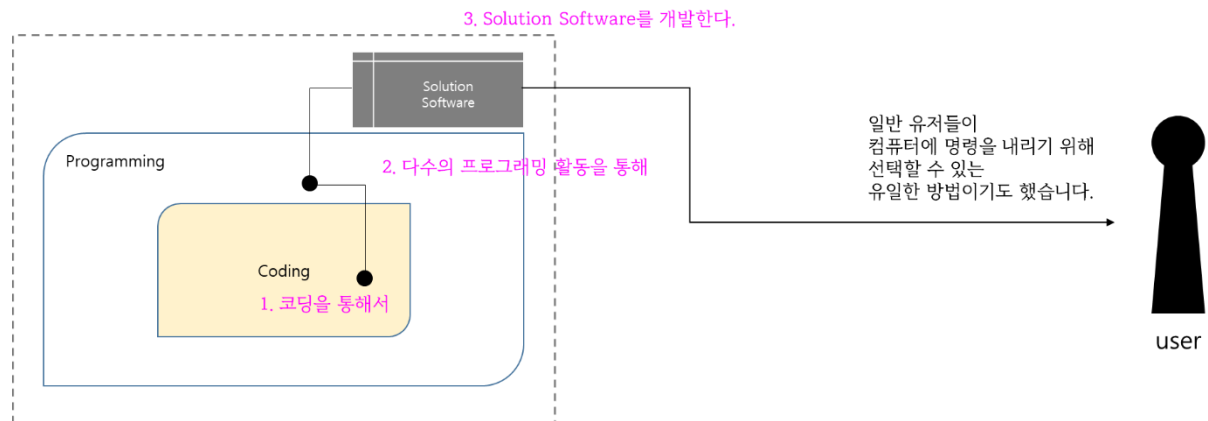 3. Solution Software를 개발한다.
Solution
Software
Programming
2. 다수의 프로그래밍 활동을 통해
Coding
1. 코딩을 통해서
일반 유저들이
컴퓨터에 명령을 내리기 위해
선택할 수 있는
유일한 방법이기도 했습니다.
user